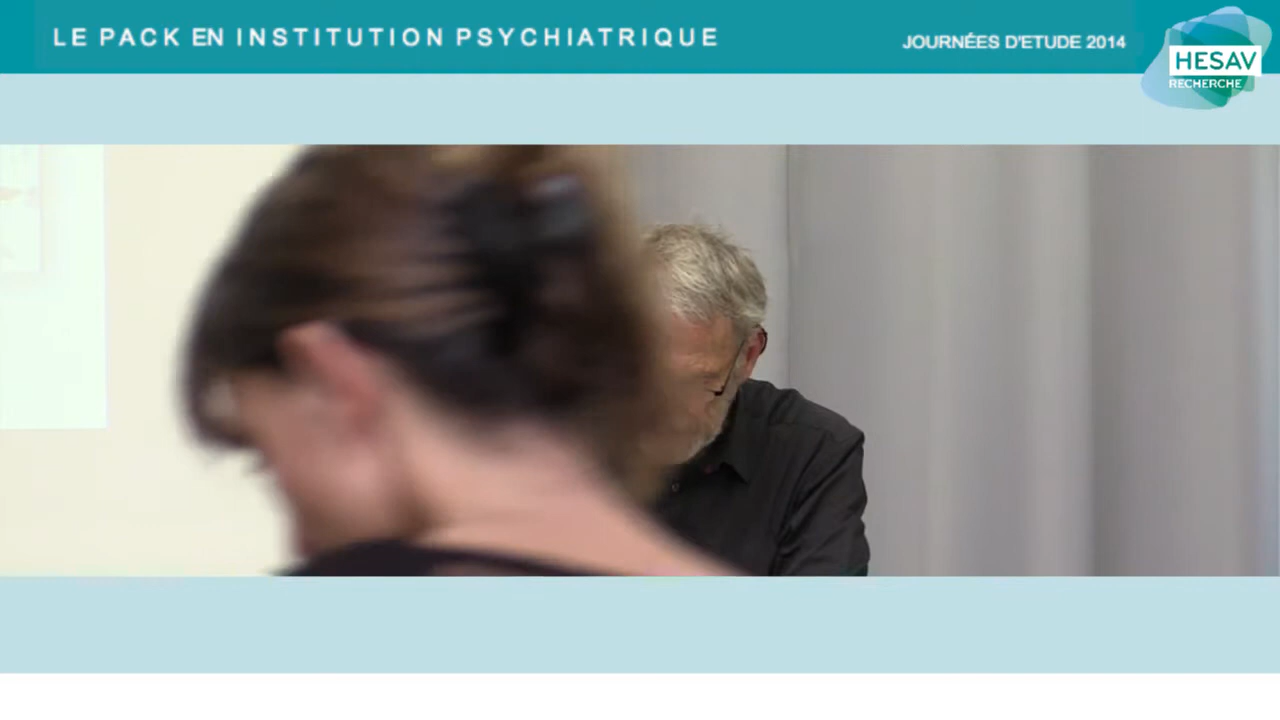 LE PACK EN INSTITUTION PSYCHIATRIQUE
JOURNÉES D'ETUDE 2014
HESAV
RECHERCHE